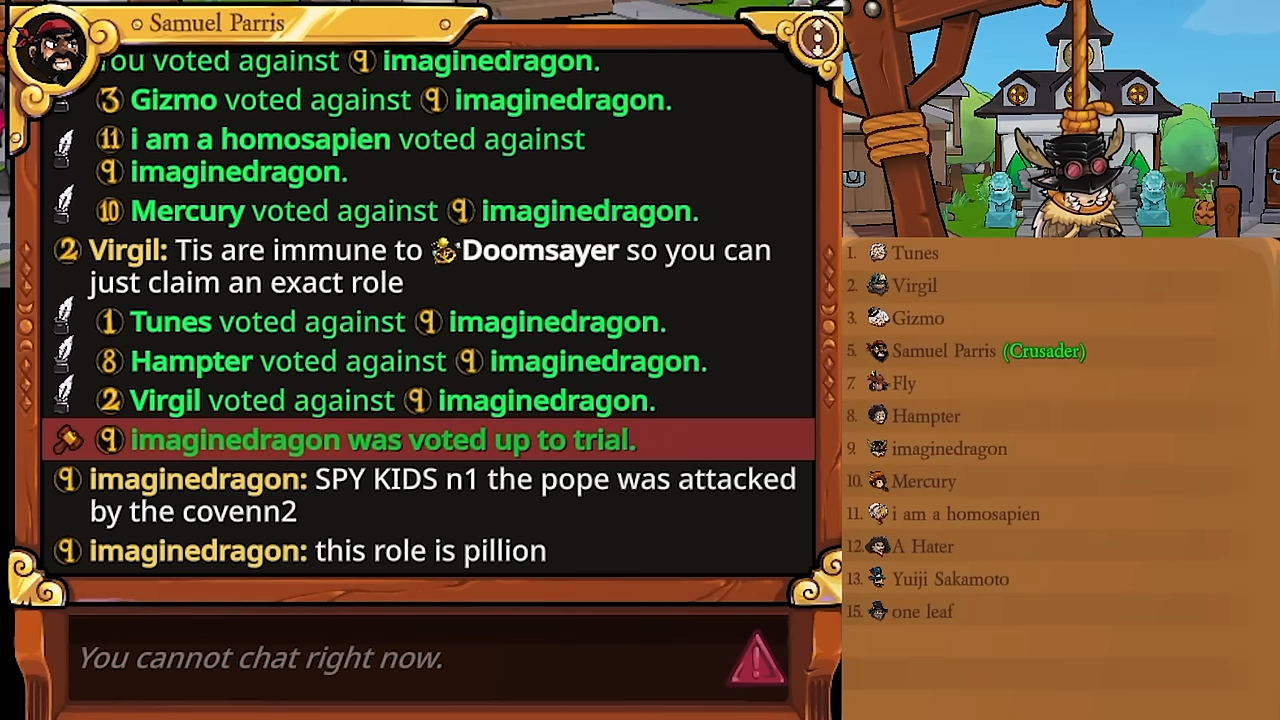 Samuel Parris
You voted against 9 imaginedragon.
3 Gizmo voted against 9 imaginedragon.
11 i am a homosapien voted against
9 imaginedragon.
10 Mercury voted against 9 imaginedragon.
2 Virgil: Tis are immune to Doomsayer so you can
just claim an exact role
1 Tunes voted against 9 imaginedragon.
8 Hampter voted against 9 imaginedragon.
2 Virgil voted against 9 imaginedragon.
9 imaginedragon was voted up to trial.
9 imaginedragon: SPY KIDS n1 the pope was attacked
by the covenn2
9 imaginedragon: this role is pillion
You cannot chat right now.
1. Tunes
2. Virgil
3. Gizmo
5. Samuel Parris (Crusader)
7. Fly
8. Hampter
9. imaginedragon
10. Mercury
11. i am a homosapien
12. A Hater
13. Yuiji Sakamoto
15. one leaf